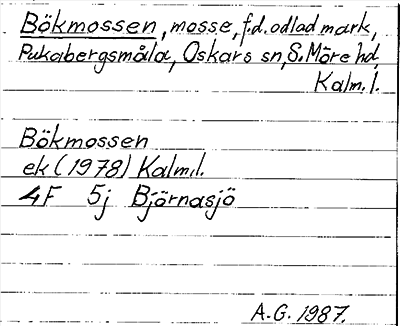 Bökmossen, mosse, f.d. odlad mark,
Pukabergsmåla, Oskars sn, S. Möre hd,
Kalm. l.
Bökmossen
ek (1978) Kalm.l.
4F 5j Björnasjö
A.G. 1987.